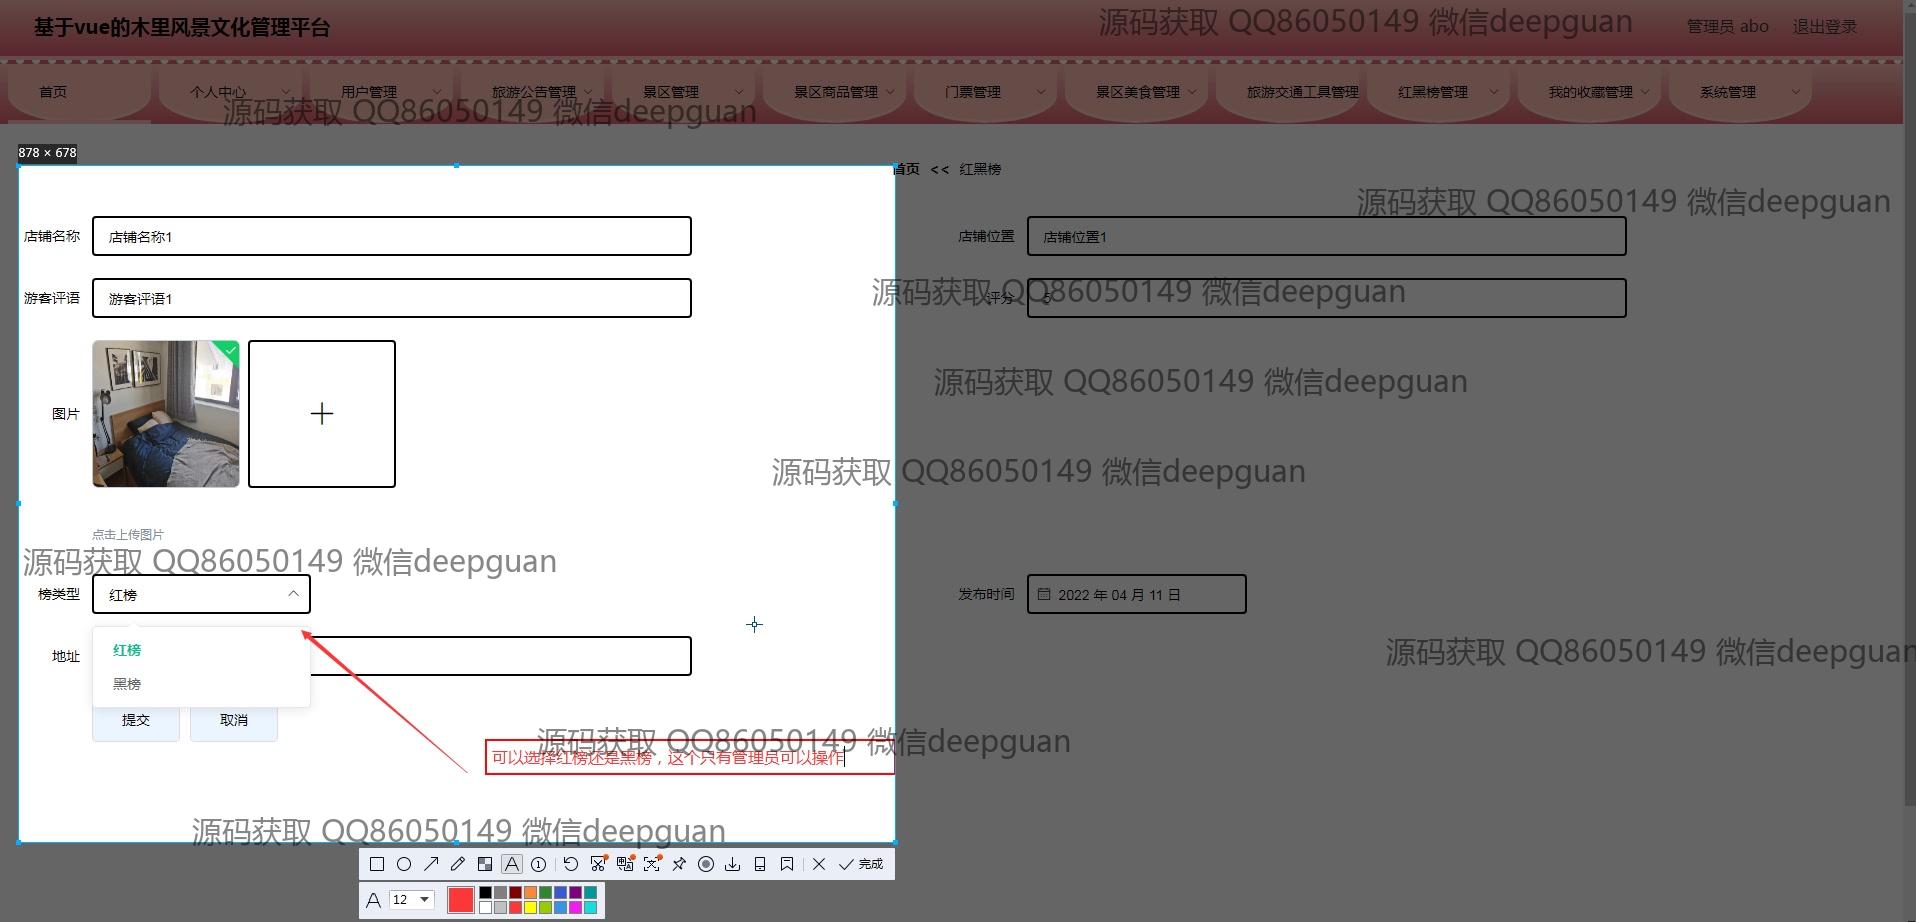 基于vue的木里风景文化管理平台
源码获取 QQ86050149 微信deepguan
管理员 abo
退出登录
首页
个人中心
用户管理
旅游公告管理
景区管理
景区商品管理
门票管理
景区美食管理
旅游交通工具管理
红黑榜管理
我的收藏管理
系统管理
源码获取 QQ86050149 微信deepguan
878 × 678
首页 << 红黑榜
源码获取 QQ86050149 微信deepguan
店铺名称 店铺名称1
店铺位置 店铺位置1
游客评语 游客评语1
评分 5
源码获取 QQ86050149 微信deepguan
源码获取 QQ86050149 微信deepguan
图片
源码获取 QQ86050149 微信deepguan
点击上传图片
源码获取 QQ86050149 微信deepguan
榜类型 红榜
发布时间 2022 年 04 月 11 日
红榜
地址
源码获取 QQ86050149 微信deepguan
黑榜
提交
取消
源码获取 QQ86050149 微信deepguan
可以选择红榜还是黑榜，这个只有管理员可以操作
源码获取 QQ86050149 微信deepguan
完成
A 12